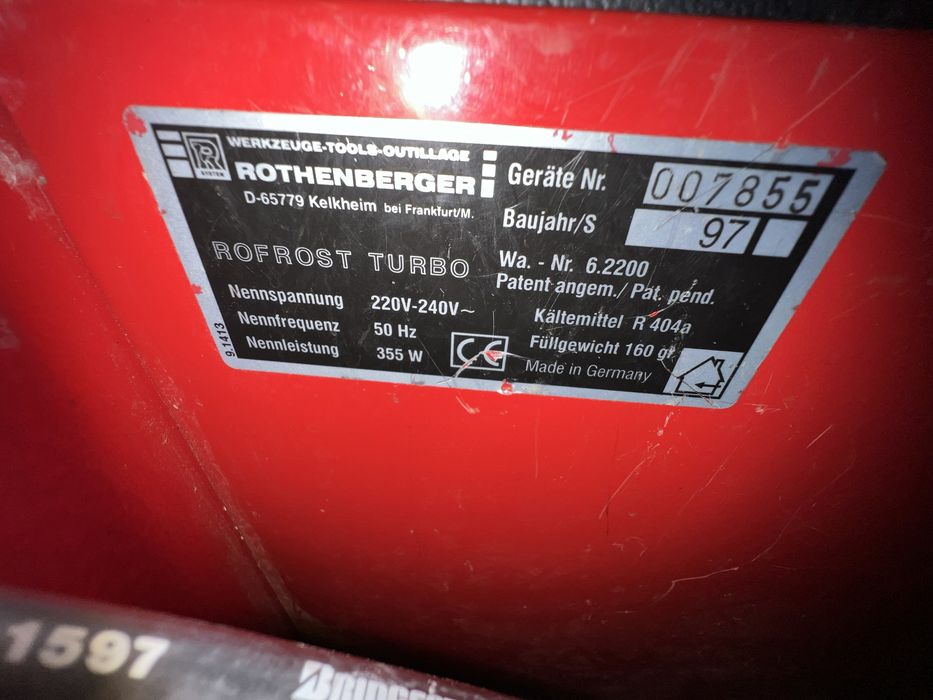 WERKZEUGE-TOOLS-OUTILLAGE
ROTHENBERGER
D-65779 Kelkheim bei Frankfurt/M.
ROFROST TURBO
Nennspannung 220V-240V~
Nennfrequenz 50 Hz
Nennleistung 355 W
9.1413
CE
Geräte Nr. 007855
Baujahr/S 97
Wa. - Nr. 6.2200
Patent angem./ Pat. pend.
Kältemittel R 404a
Füllgewicht 160 gr
Made in Germany
1597